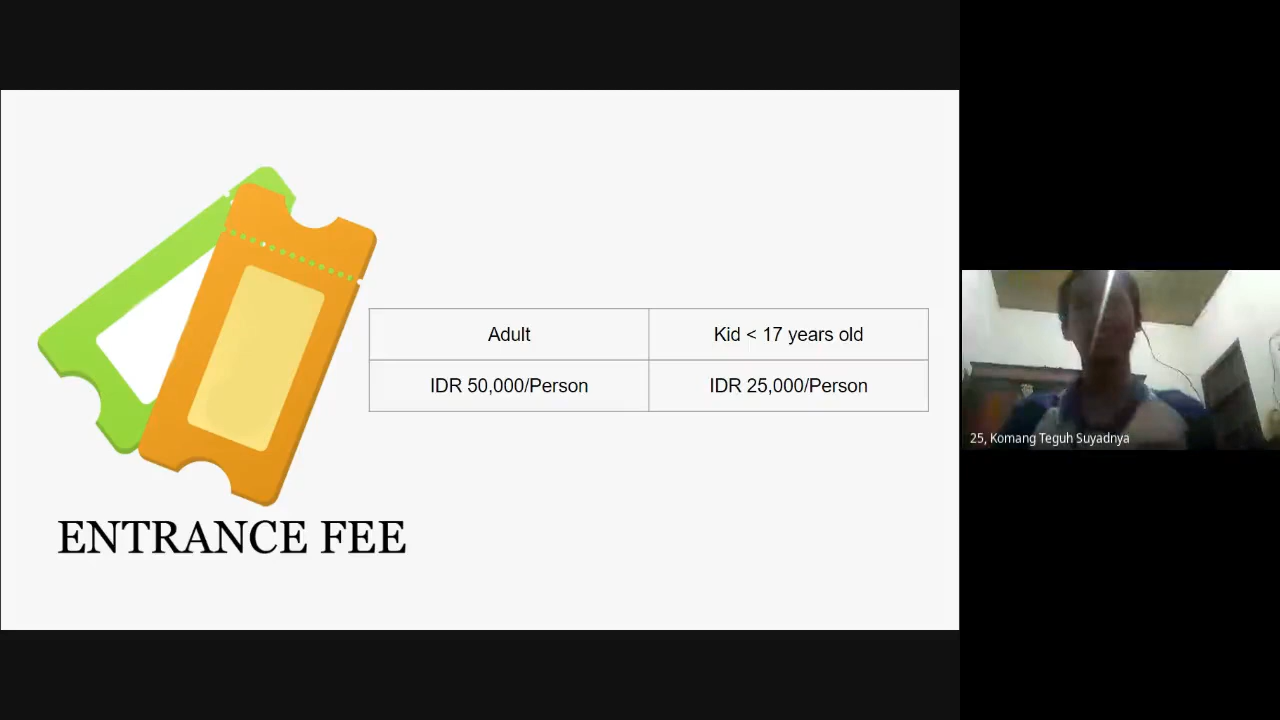 Adult
Kid < 17 years old
IDR 50,000/Person
IDR 25,000/Person
ENTRANCE FEE
25, Komang Teguh Suyadnya